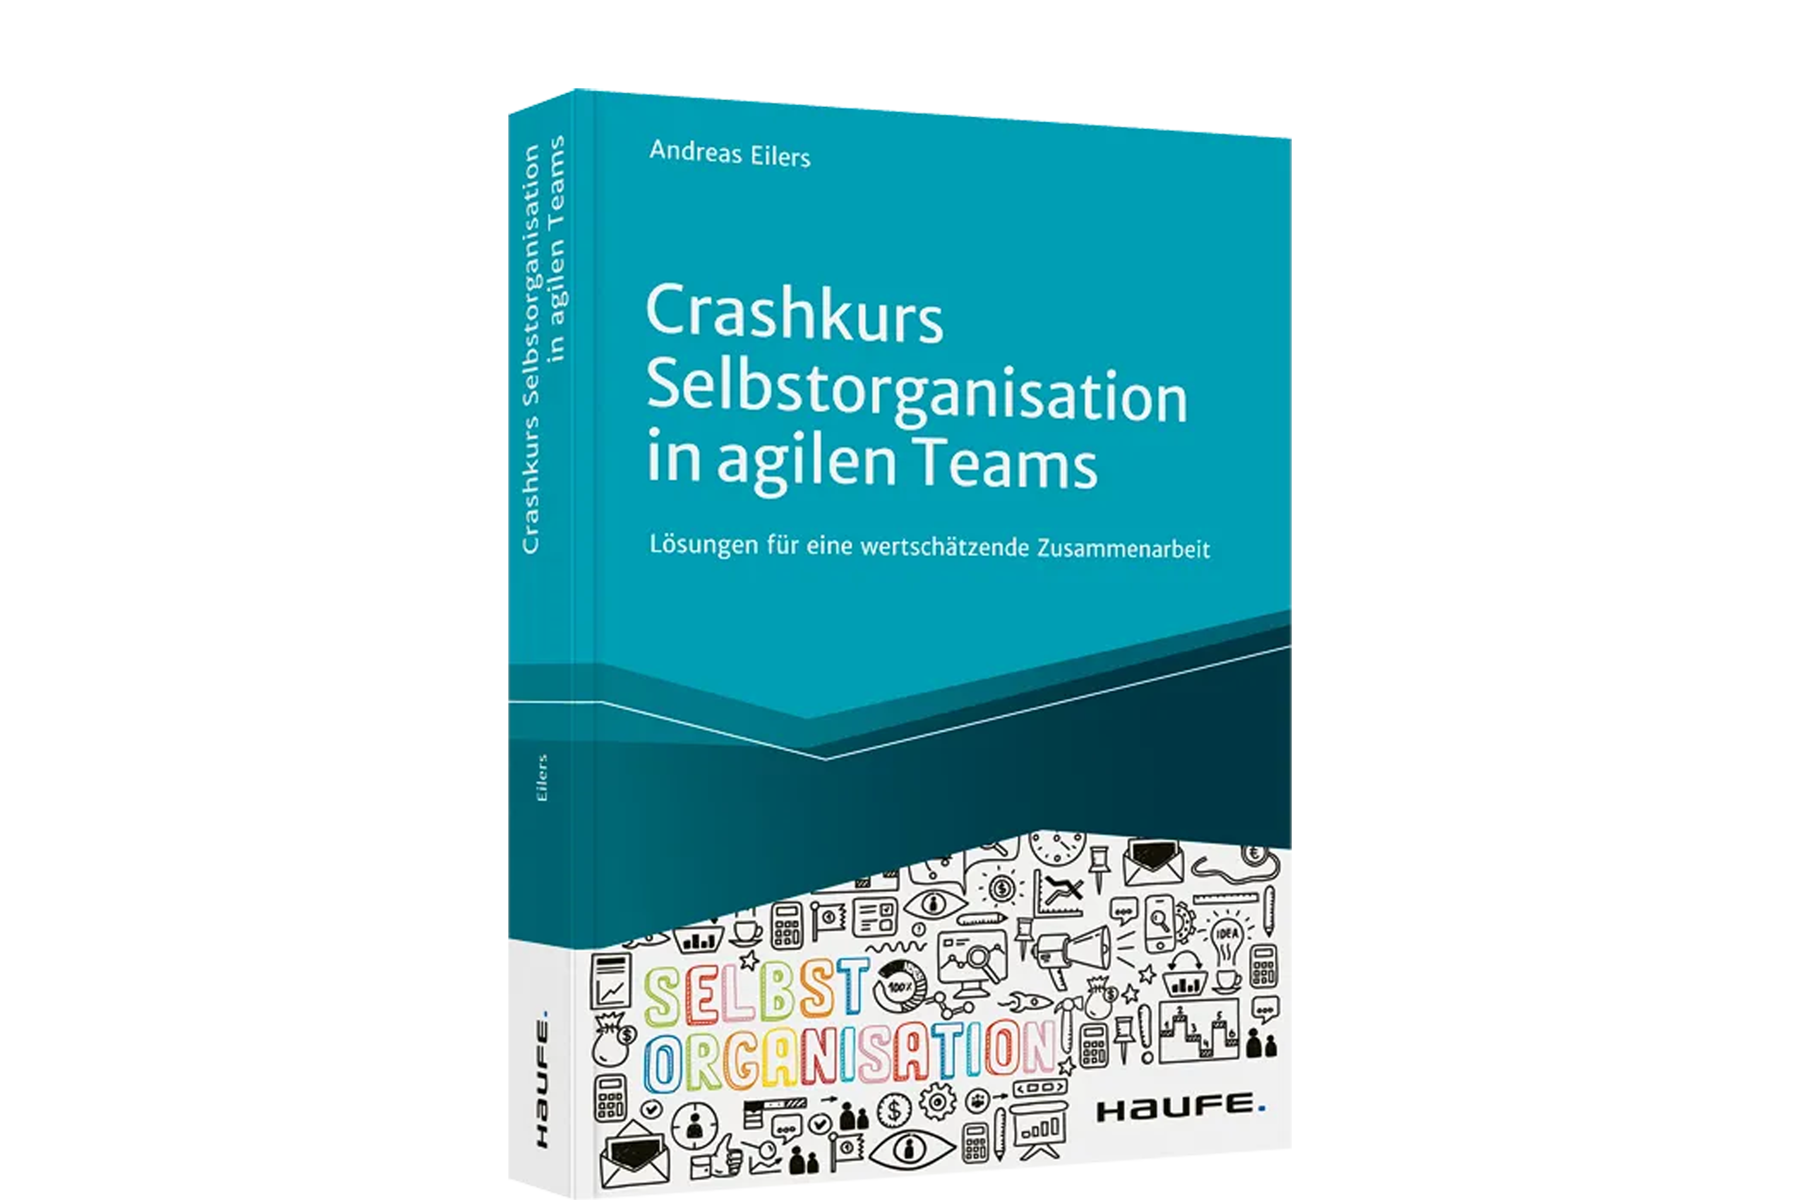 Andreas Eilers
Crashkurs
Selbstorganisation
in agilen Teams
Lösungen für eine wertschätzende Zusammenarbeit
Crashkurs Selbstorganisation
in agilen Teams
Eilers
HAUFE.
SELBST
ORGANISATION
100%
IDEA
HAUFE.